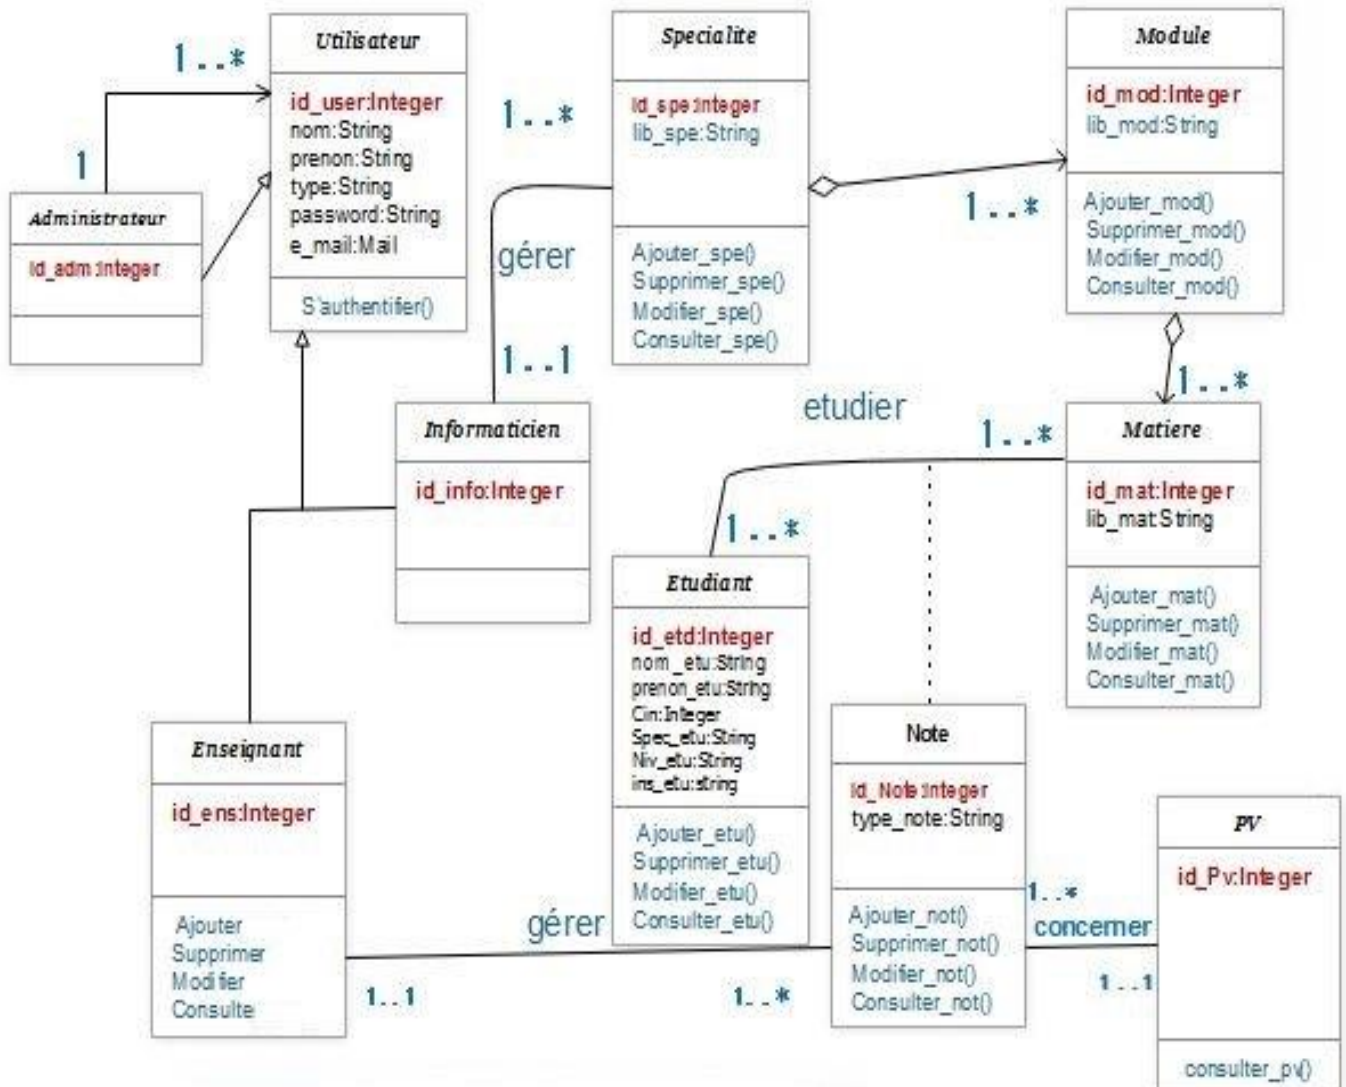 Utilisateur
id_user:Integer
nom:String
prenon:String
type:String
password:String
e_mail:Mail
S'authentifier()
1..*
1
Administrateur
id_adm:Integer
Specialite
id_spe:Integer
lib_spe:String
Ajouter_spe()
Supprimer_spe()
Modifier_spe()
Consulter_spe()
1..*
gérer
1..1
Module
id_mod:Integer
lib_mod:String
Ajouter_mod()
Supprimer_mod()
Modifier_mod()
Consulter_mod()
1..*
1..*
Informaticien
id_info:Integer
etudier
1..*
1..*
Matiere
id_mat:Integer
lib_mat:String
Ajouter_mat()
Supprimer_mat()
Modifier_mat()
Consulter_mat()
Etudiant
id_etd:Integer
nom_etu:String
prenon_etu:String
Cin:Integer
Spec_etu:String
Niv_etu:String
ins_etu:string
Ajouter_etu()
Supprimer_etu()
Modifier_etu()
Consulter_etu()
Enseignant
id_ens:Integer
Ajouter
Supprimer
Modifier
Consulte
gérer
1..1
1..*
Note
id_Note:Integer
type_note:String
Ajouter_not()
Supprimer_not()
Modifier_not()
Consulter_not()
1..*
concerner
1..1
PV
id_Pv:Integer
consulter_pv()